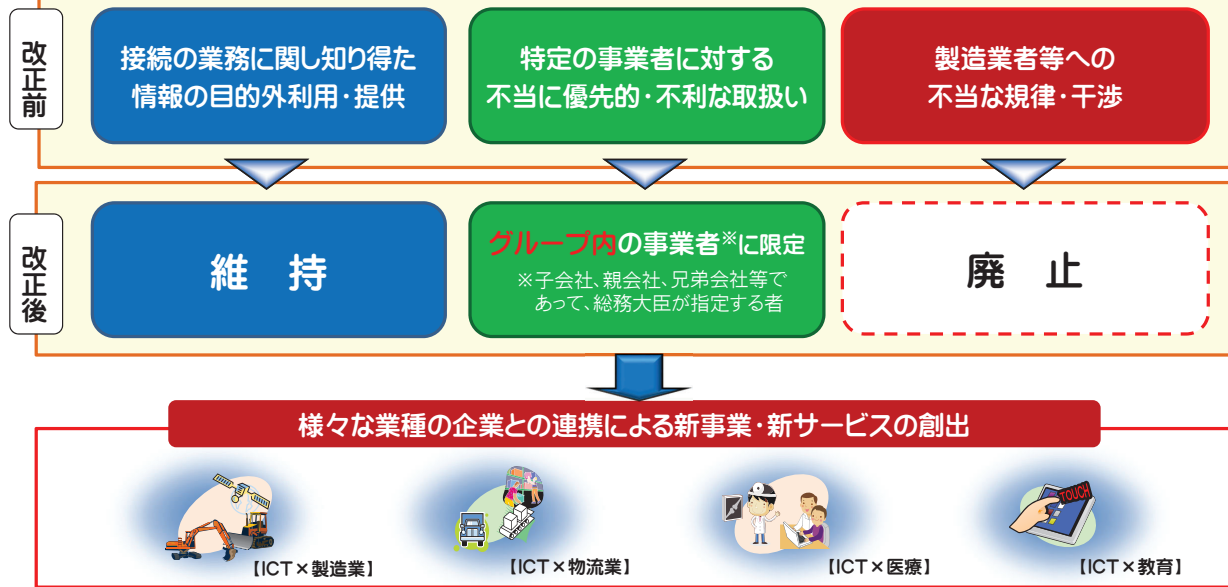 改正前
接続の業務に関し知り得た
情報の目的外利用・提供
特定の事業者に対する
不当に優先的・不利な取扱い
製造業者等への
不当な規律・干渉
改正後
維 持
グループ内の事業者※に限定
※子会社、親会社、兄弟会社等で
あって、総務大臣が指定する者
廃 止
様々な業種の企業との連携による新事業・新サービスの創出
TOUCH
【ICT×製造業】
【ICT×物流業】
【ICT×医療】
【ICT×教育】